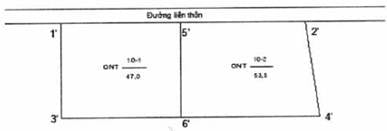 Đường liên thôn
1' 5' 2'
ONT 10-1 47,0
ONT 10-2 53,5
3' 6' 4'